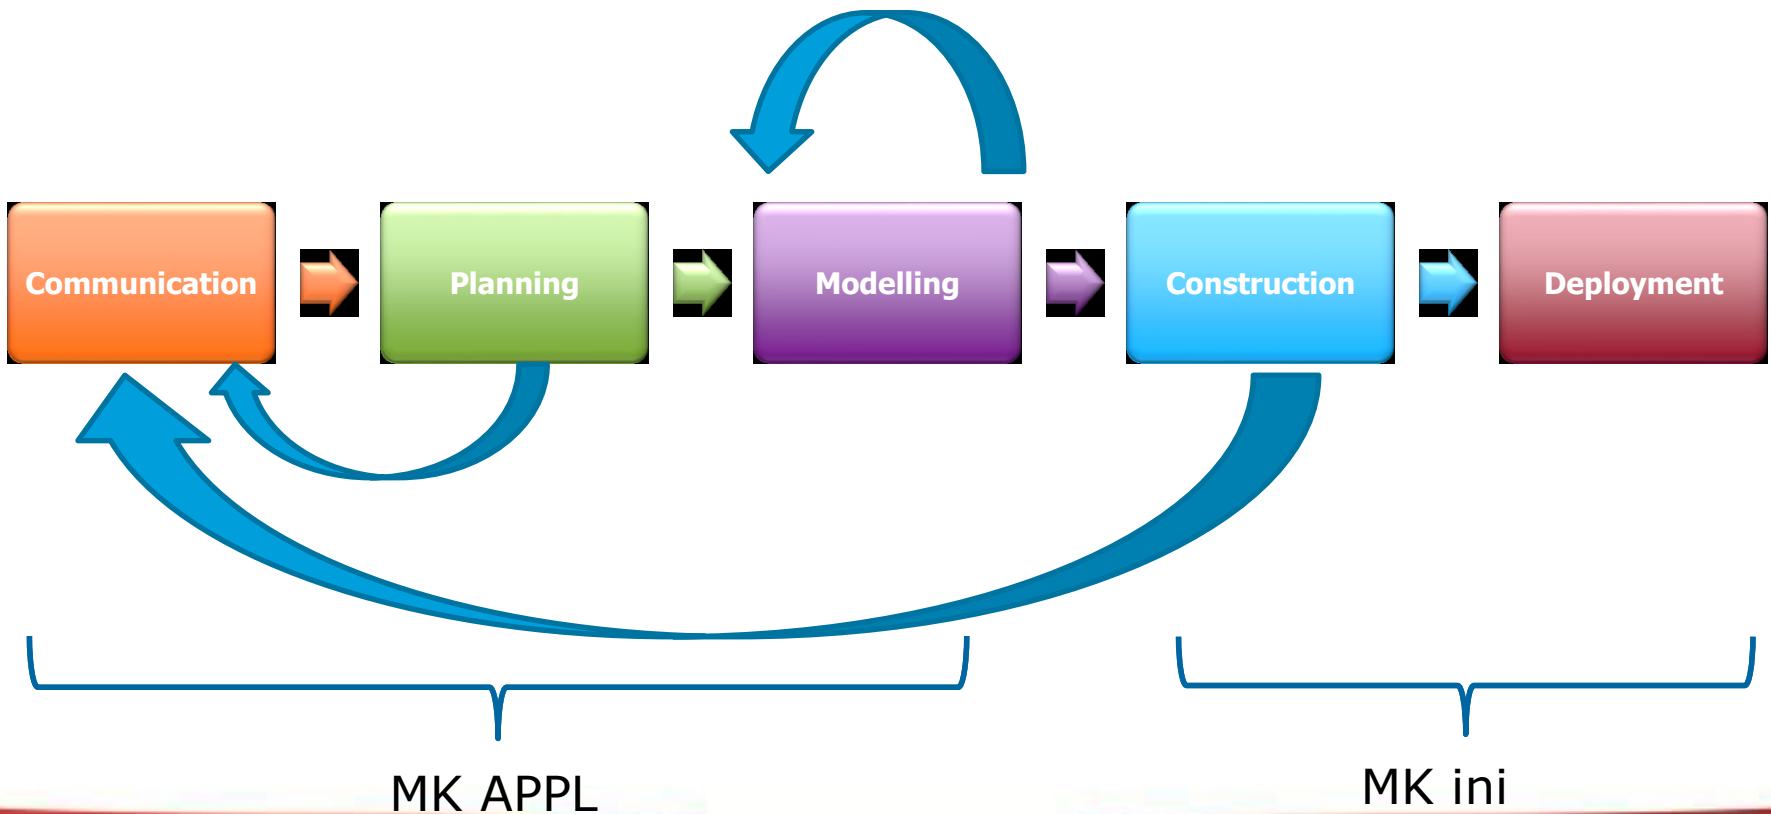 Communication
Planning
Modelling
Construction
Deployment
MK APPL
MK ini